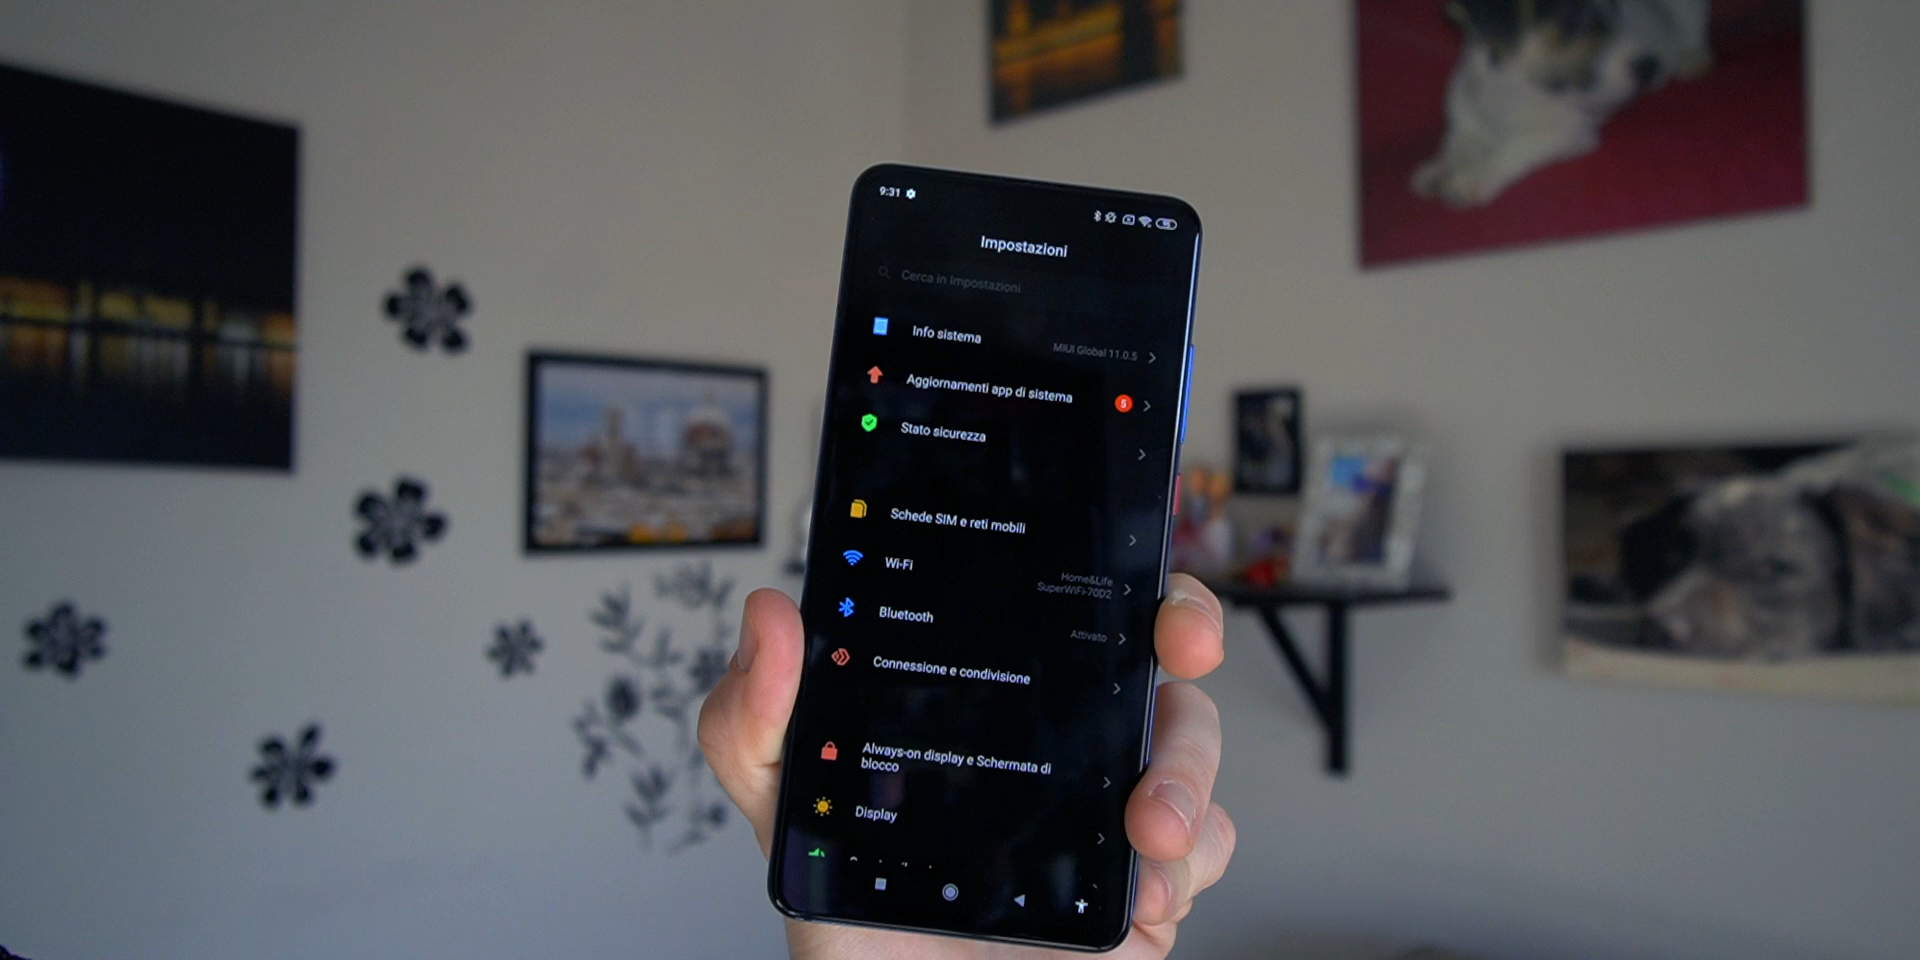 9:31
Impostazioni
Cerca in Impostazioni
Info sistema
MIUI Global 11.0.5
Aggiornamenti app di sistema
5
Stato sicurezza
Schede SIM e reti mobili
Wi-Fi
Home&Life
SuperWiFi-70D2
Bluetooth
Attivato
Connessione e condivisione
Always-on display e Schermata di
blocco
Display